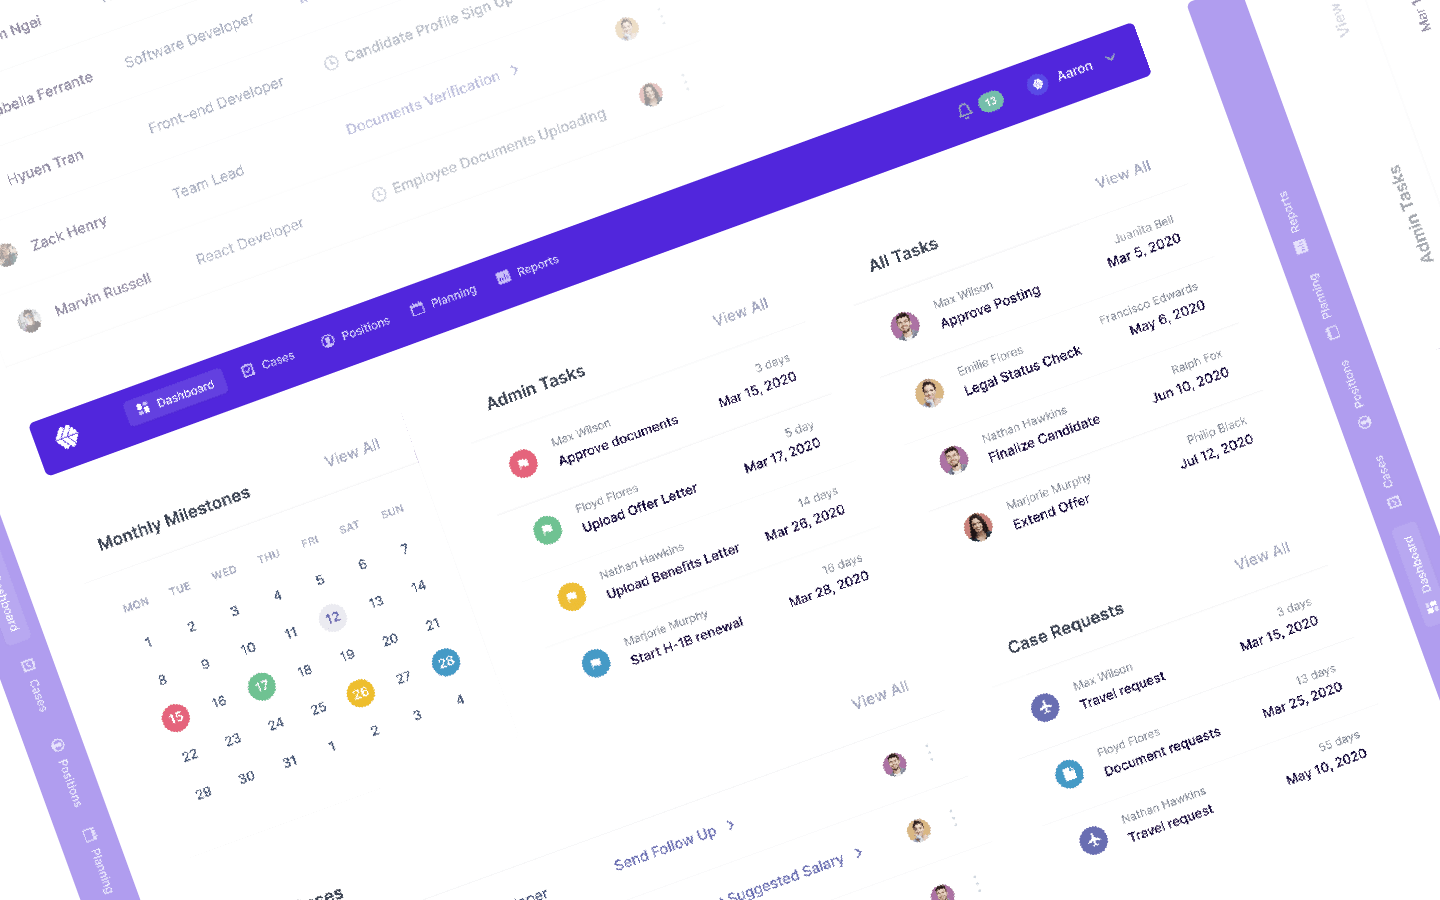 Ngei
Software Developer
Candidate Profile Sign Up
Ferrante
Front-end Developer
Documents Verification
Hyuen Tran
Team Lead
Employee Documents Uploading
Zack Henry
React Developer
Marvin Russell
Dashboard
Cases
Positions
Planning
Reports
13
Aaron
Monthly Milestones
View All
MON TUE WED THU FRI SAT SUN
1 2 3 4 5 6 7
8 9 10 11 12 13 14
15 16 17 18 19 20 21
22 23 24 25 26 27 28
29 30 31 1 2 3 4
Admin Tasks
View All
Max Wilson 3 days
Approve documents Mar 15, 2020
Floyd Flores 5 day
Upload Offer Letter Mar 17, 2020
Nathan Hawkins 14 days
Upload Benefits Letter Mar 26, 2020
Marjorie Murphy 16 days
Start H-1B renewal Mar 28, 2020
All Tasks
View All
Max Wilson Juanita Bell
Approve Posting Mar 5, 2020
Emilie Flores Francisco Edwards
Legal Status Check May 6, 2020
Nathan Hawkins Ralph Fox
Finalize Candidate Jun 10, 2020
Marjorie Murphy Philip Black
Extend Offer Jul 12, 2020
View All
Send Follow Up
Suggested Salary
Case Requests
View All
Max Wilson 3 days
Travel request Mar 15, 2020
Floyd Flores 13 days
Document requests Mar 25, 2020
Nathan Hawkins 55 days
Travel request May 10, 2020
Cases
Positions
Planning
Reports
Planning
Positions
Cases
Dashboard
View
Admin Tasks
Mar 1